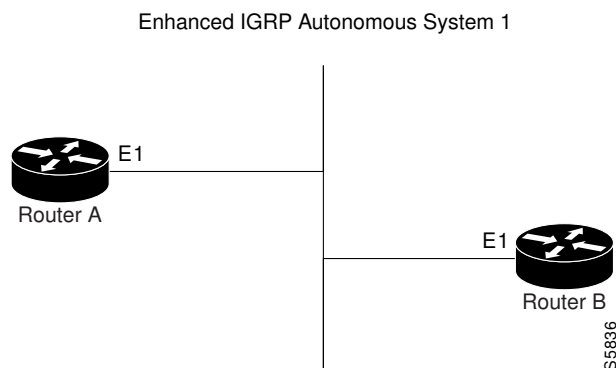 Enhanced IGRP Autonomous System 1
E1
Router A
E1
Router B
S5836